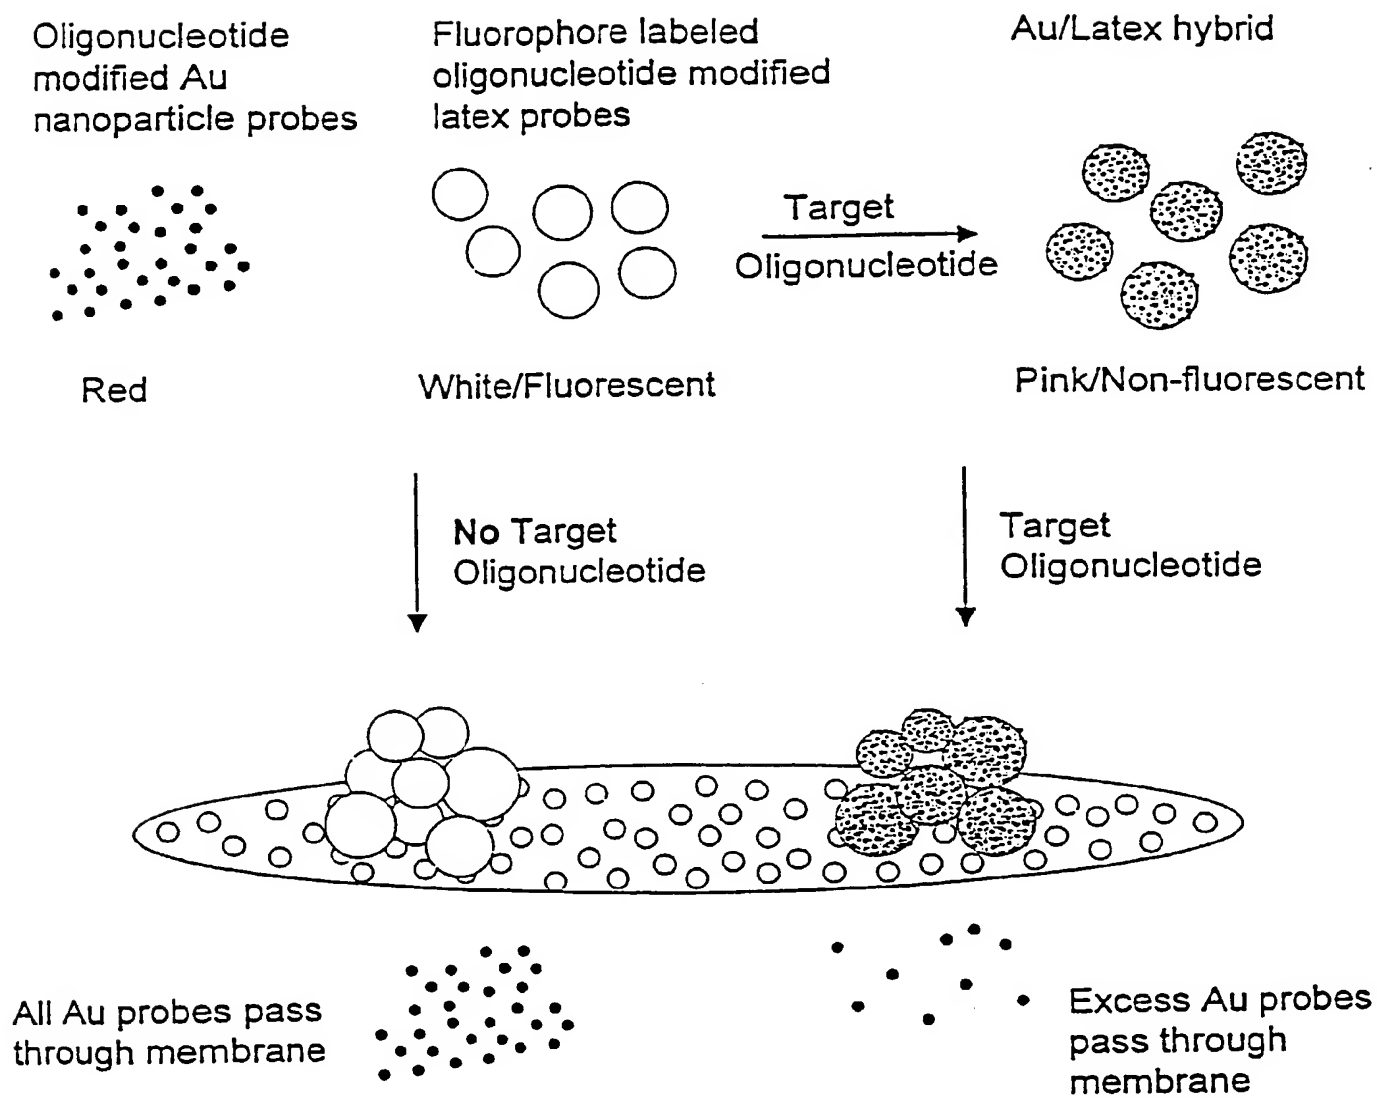 Oligonucleotide
modified Au
nanoparticle probes
Fluorophore labeled
oligonucleotide modified
latex probes
Au/Latex hybrid
Target
Oligonucleotide
Red
White/Fluorescent
Pink/Non-fluorescent
No Target
Oligonucleotide
Target
Oligonucleotide
All Au probes pass
through membrane
Excess Au probes
pass through
membrane